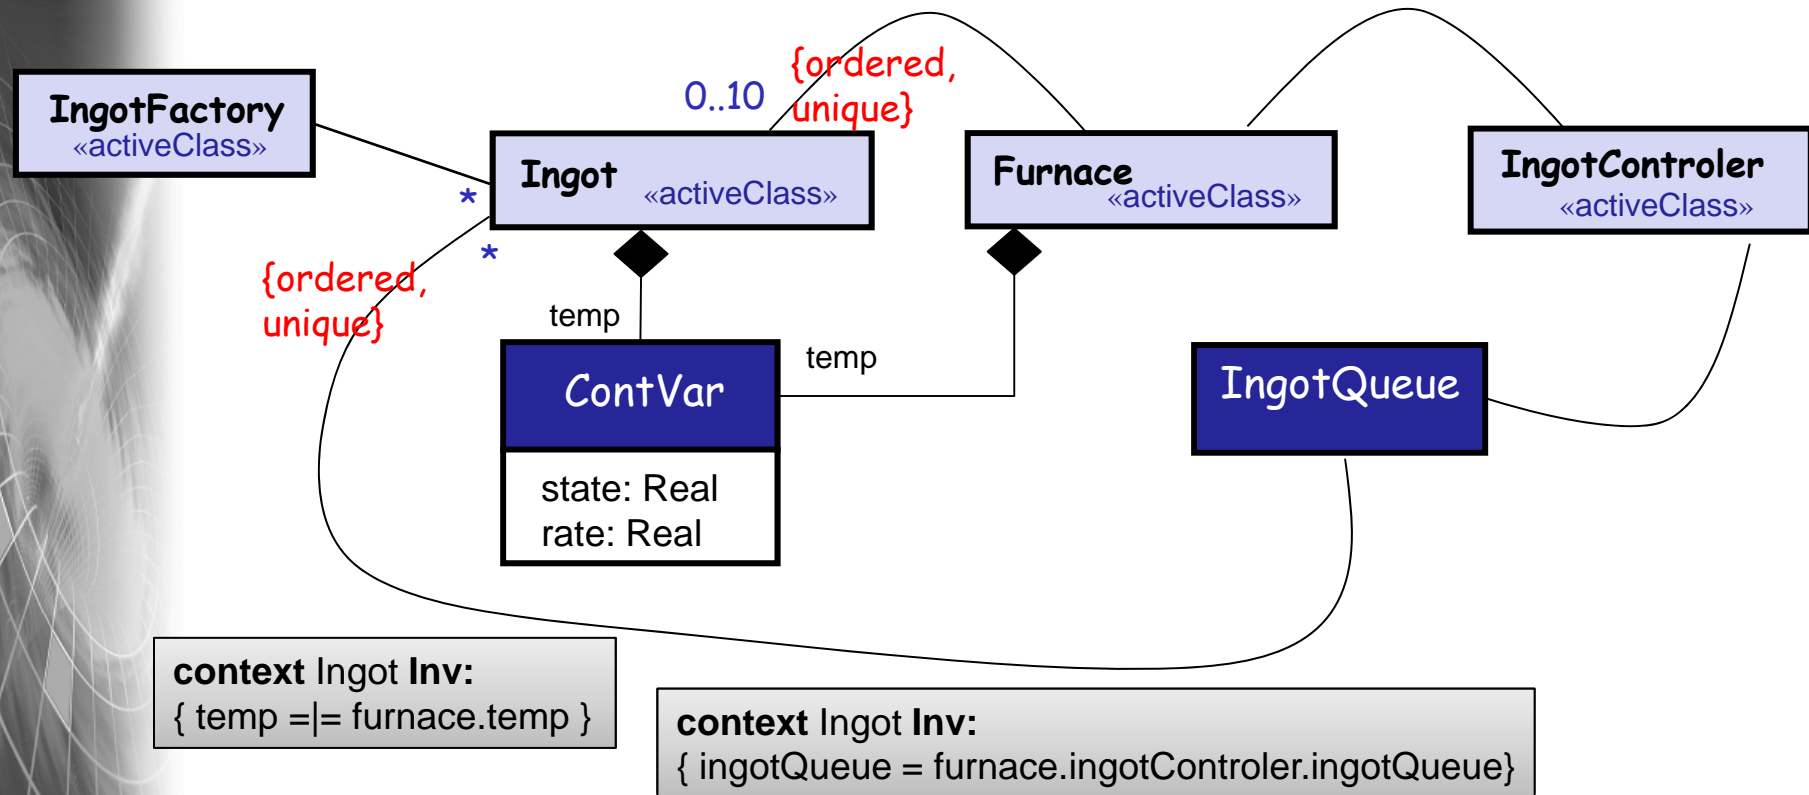 IngotFactory
«activeClass»
0..10
{ordered,
unique}
Ingot
«activeClass»
Furnace
«activeClass»
IngotControler
«activeClass»
*
*
{ordered,
unique}
temp
temp
ContVar
state: Real
rate: Real
IngotQueue
context Ingot Inv:
{ temp =|= furnace.temp }
context Ingot Inv:
{ ingotQueue = furnace.ingotControler.ingotQueue}